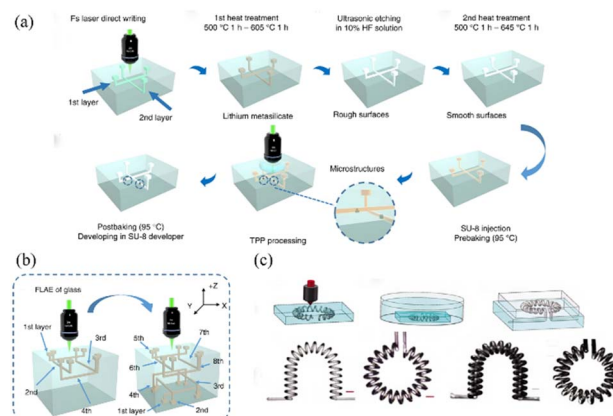 (a)
Fs laser direct writing
1st heat treatment
500 °C 1 h – 605 °C 1 h
Ultrasonic etching
in 10% HF solution
2nd heat treatment
500 °C 1 h – 645 °C 1 h
1st layer
2nd layer
Lithium metasilicate
Rough surfaces
Smooth surfaces
Microstructures
Postbaking (95 °C)
Developing in SU-8 developer
TPP processing
SU-8 injection
Prebaking (95 °C)
(b)
FLAE of glass
+Z
Y
X
1st layer
3rd
2nd
4th
5th
7th
6th
8th
4th
3rd
1st layer
2nd
(c)